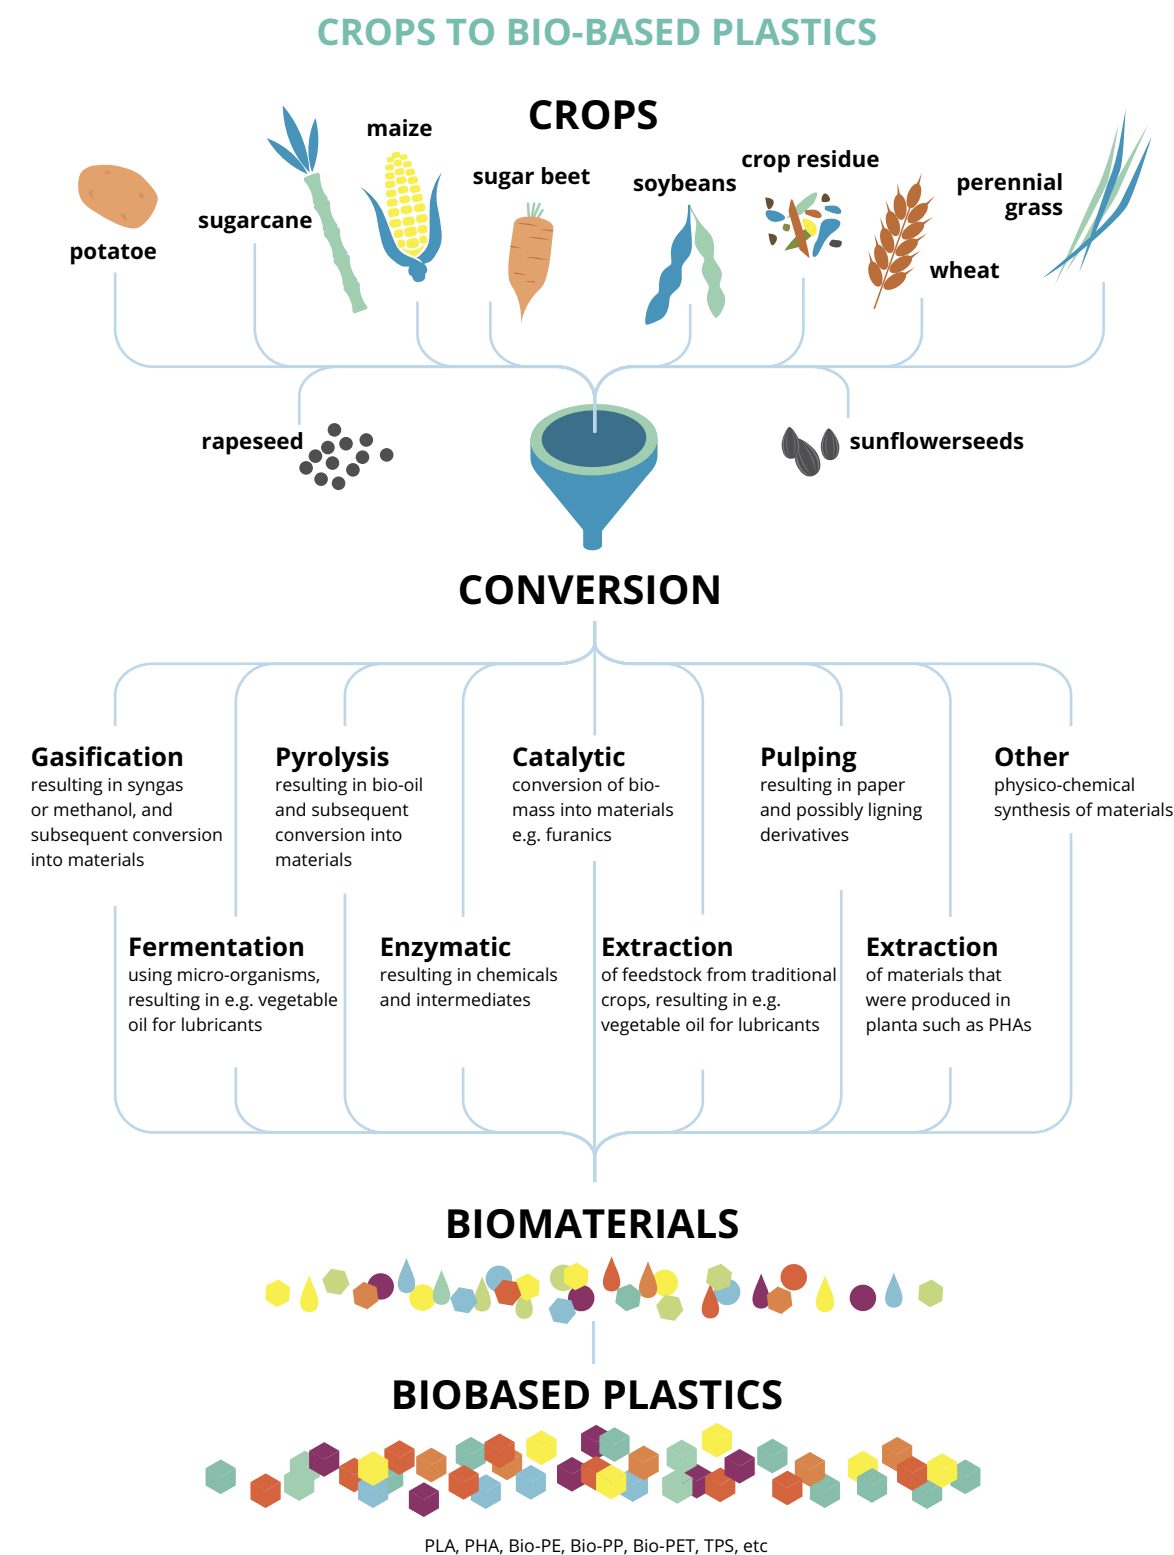 CROPS TO BIO-BASED PLASTICS
CROPS
potatoe
sugarcane
maize
sugar beet
soybeans
crop residue
wheat
perennial
grass
rapeseed
sunflowerseeds
CONVERSION
Gasification
resulting in syngas
or methanol, and
subsequent conversion
into materials
Pyrolysis
resulting in bio-oil
and subsequent
conversion into
materials
Catalytic
conversion of bio-
mass into materials
e.g. furanics
Pulping
resulting in paper
and possibly ligning
derivatives
Other
physico-chemical
synthesis of materials
Fermentation
using micro-organisms,
resulting in e.g. vegetable
oil for lubricants
Enzymatic
resulting in chemicals
and intermediates
Extraction
of feedstock from traditional
crops, resulting in e.g.
vegetable oil for lubricants
Extraction
of materials that
were produced in
planta such as PHAs
BIOMATERIALS
BIOBASED PLASTICS
PLA, PHA, Bio-PE, Bio-PP, Bio-PET, TPS, etc